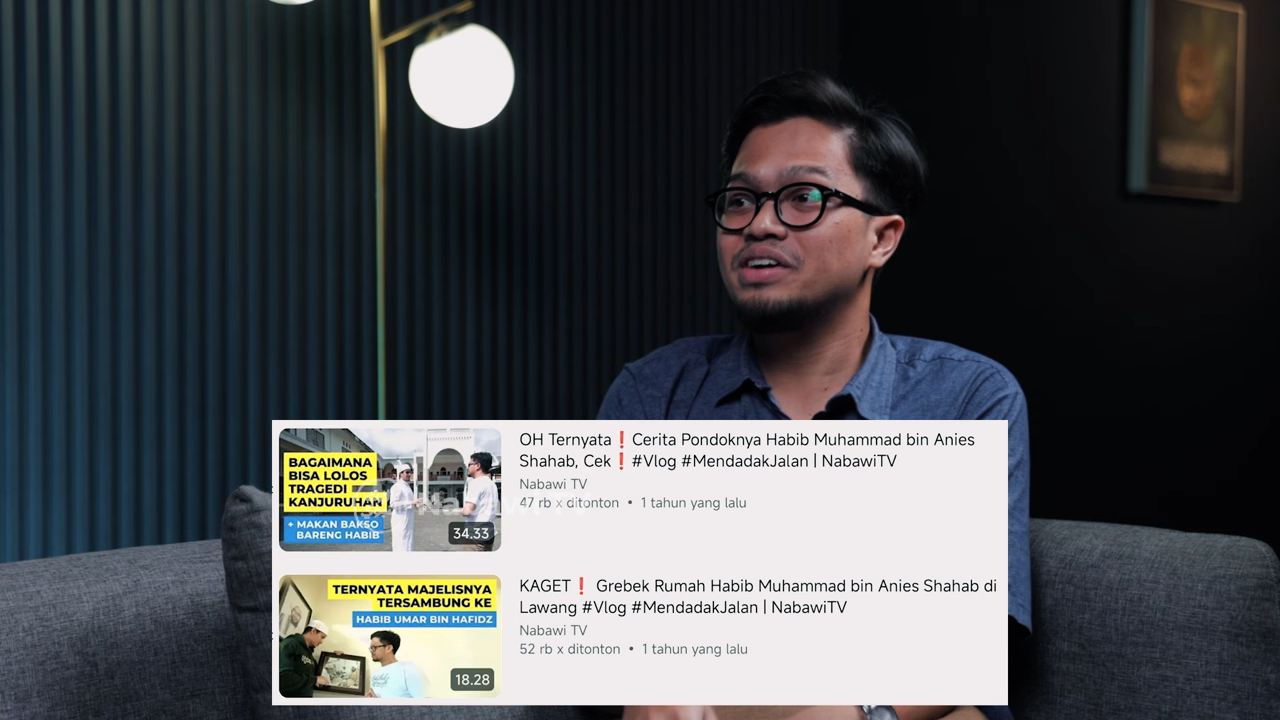 OH Ternyata❗Cerita Pondoknya Habib Muhammad bin Anies
Shahab, Cek❗#Vlog #MendadakJalan | NabawiTV
Nabawi TV
47 rb x ditonton • 1 tahun yang lalu
BAGAIMANA
BISA LOLOS
TRAGEDI
KANJURUHAN
+ MAKAN BAKSO
BARENG HABIB
34.33
KAGET❗ Grebek Rumah Habib Muhammad bin Anies Shahab di
Lawang #Vlog #MendadakJalan | NabawiTV
Nabawi TV
52 rb x ditonton • 1 tahun yang lalu
TERNYATA MAJELISNYA
TERSAMBUNG KE
HABIB UMAR BIN HAFIDZ
18.28